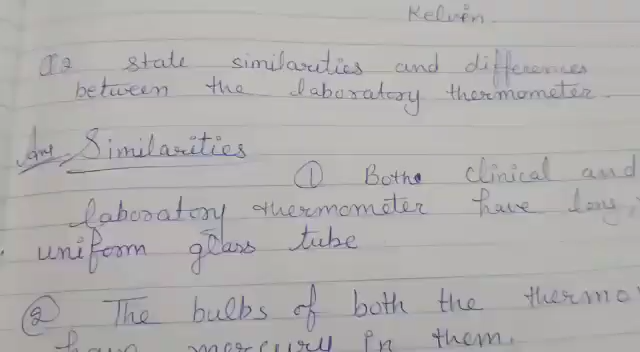 Kelvin
Q2 state similarities and differences
between the laboratory thermometer.
Ans Similarities
① Both clinical and
laboratory thermometer have long,
uniform glass tube
② The bulbs of both the thermo
have mercury in them.